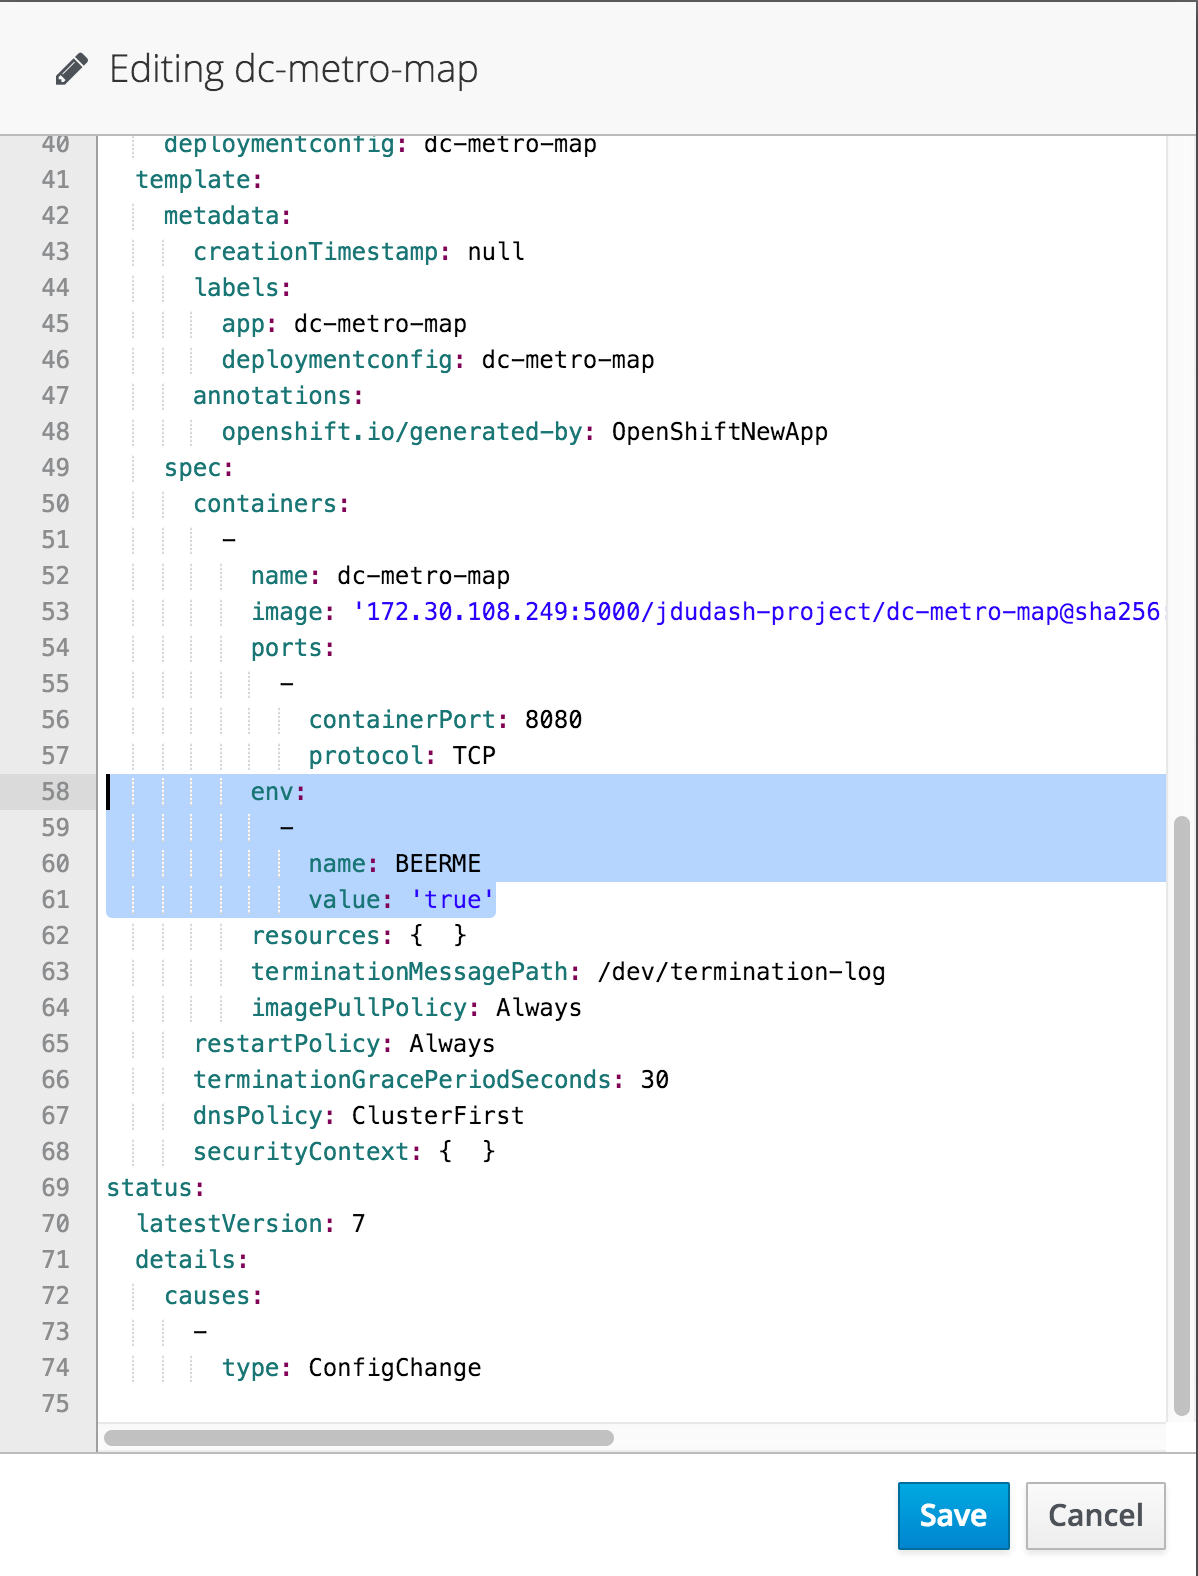 Editing dc-metro-map
40 deploymentconfig: dc-metro-map
41 template:
42 metadata:
43 creationTimestamp: null
44 labels:
45 app: dc-metro-map
46 deploymentconfig: dc-metro-map
47 annotations:
48 openshift.io/generated-by: OpenShiftNewApp
49 spec:
50 containers:
51 -
52 name: dc-metro-map
53 image: '172.30.108.249:5000/jdudash-project/dc-metro-map@sha256:
54 ports:
55 -
56 containerPort: 8080
57 protocol: TCP
58 env:
59 -
60 name: BEERME
61 value: 'true'
62 resources: {  }
63 terminationMessagePath: /dev/termination-log
64 imagePullPolicy: Always
65 restartPolicy: Always
66 terminationGracePeriodSeconds: 30
67 dnsPolicy: ClusterFirst
68 securityContext: {  }
69 status:
70 latestVersion: 7
71 details:
72 causes:
73 -
74 type: ConfigChange
75
Save Cancel